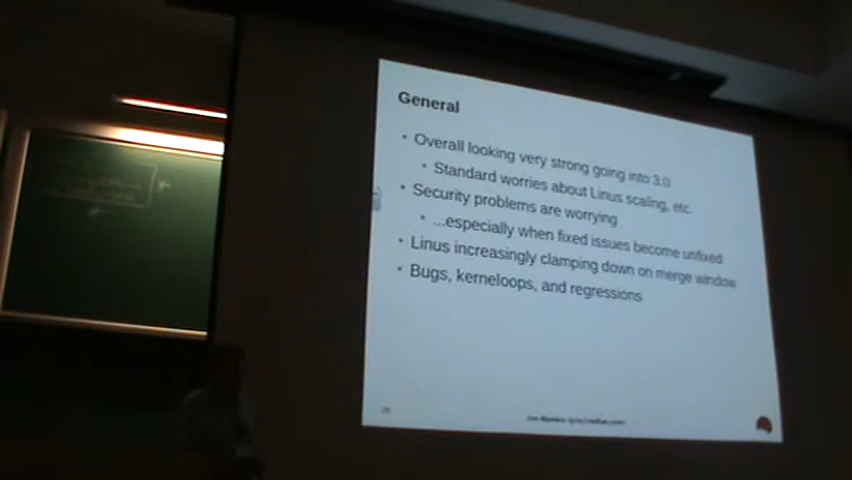 General
• Overall looking very strong going into 3.0
• Standard worries about Linus scaling, etc.
• Security problems are worrying
• ...especially when fixed issues become unfixed
• Linus increasingly clamping down on merge window
• Bugs, kerneloops, and regressions